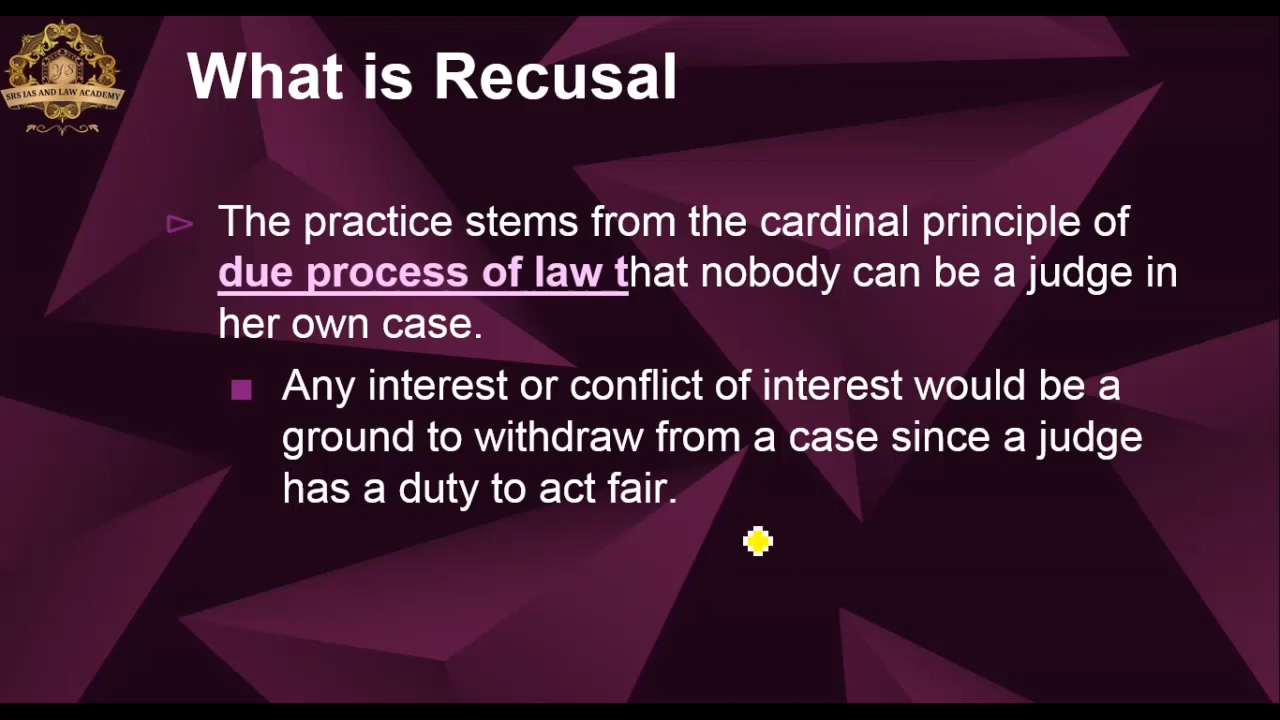 YS
SRS IAS AND LAW ACADEMY
What is Recusal
The practice stems from the cardinal principle of
due process of law that nobody can be a judge in
her own case.
Any interest or conflict of interest would be a
ground to withdraw from a case since a judge
has a duty to act fair.